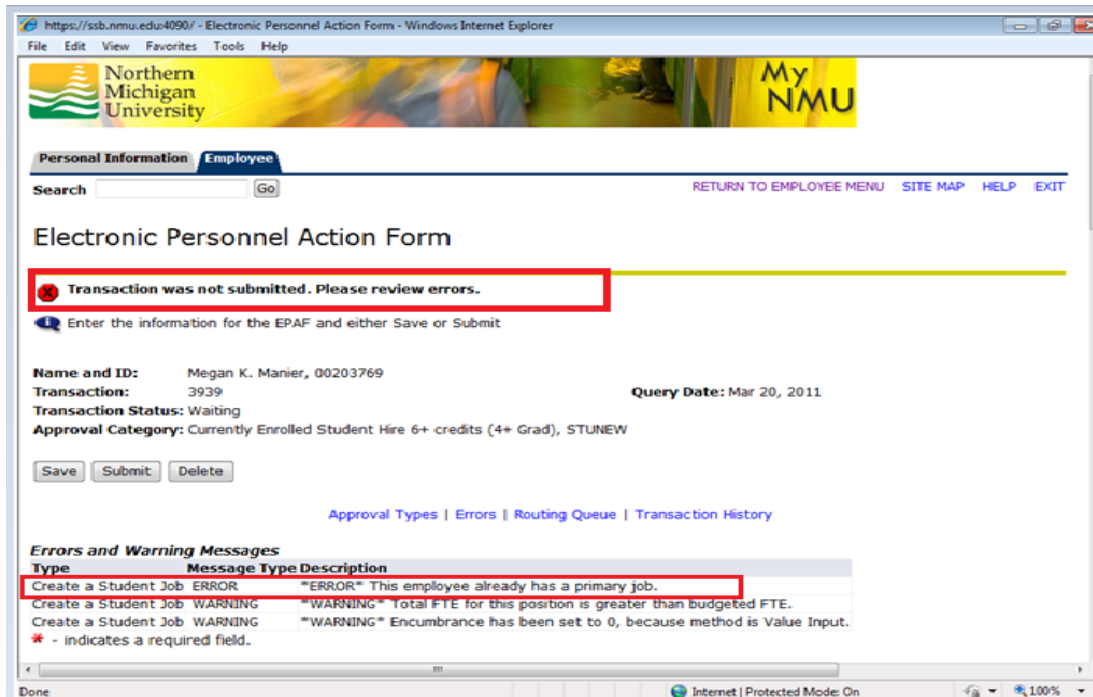 https://ssb.nmu.edu:4090/ - Electronic Personnel Action Form - Windows Internet Explorer
File Edit View Favorites Tools Help
Northern
Michigan
University
My
NMU
Personal Information Employee
Search Go RETURN TO EMPLOYEE MENU SITE MAP HELP EXIT
Electronic Personnel Action Form
Transaction was not submitted. Please review errors.
Enter the information for the EPAF and either Save or Submit
Name and ID: Megan K. Manier, 00203769
Transaction: 3939 Query Date: Mar 20, 2011
Transaction Status: Waiting
Approval Category: Currently Enrolled Student Hire 6+ credits (4+ Grad), STUNEW
Save Submit Delete
Approval Types | Errors | Routing Queue | Transaction History
Errors and Warning Messages
Type Message Type Description
Create a Student Job ERROR *ERROR* This employee already has a primary job.
Create a Student Job WARNING *WARNING* Total FTE for this position is greater than budgeted FTE.
Create a Student Job WARNING *WARNING* Encumbrance has been set to 0, because method is Value Input.
* - indicates a required field.
Done Internet | Protected Mode: On 100%